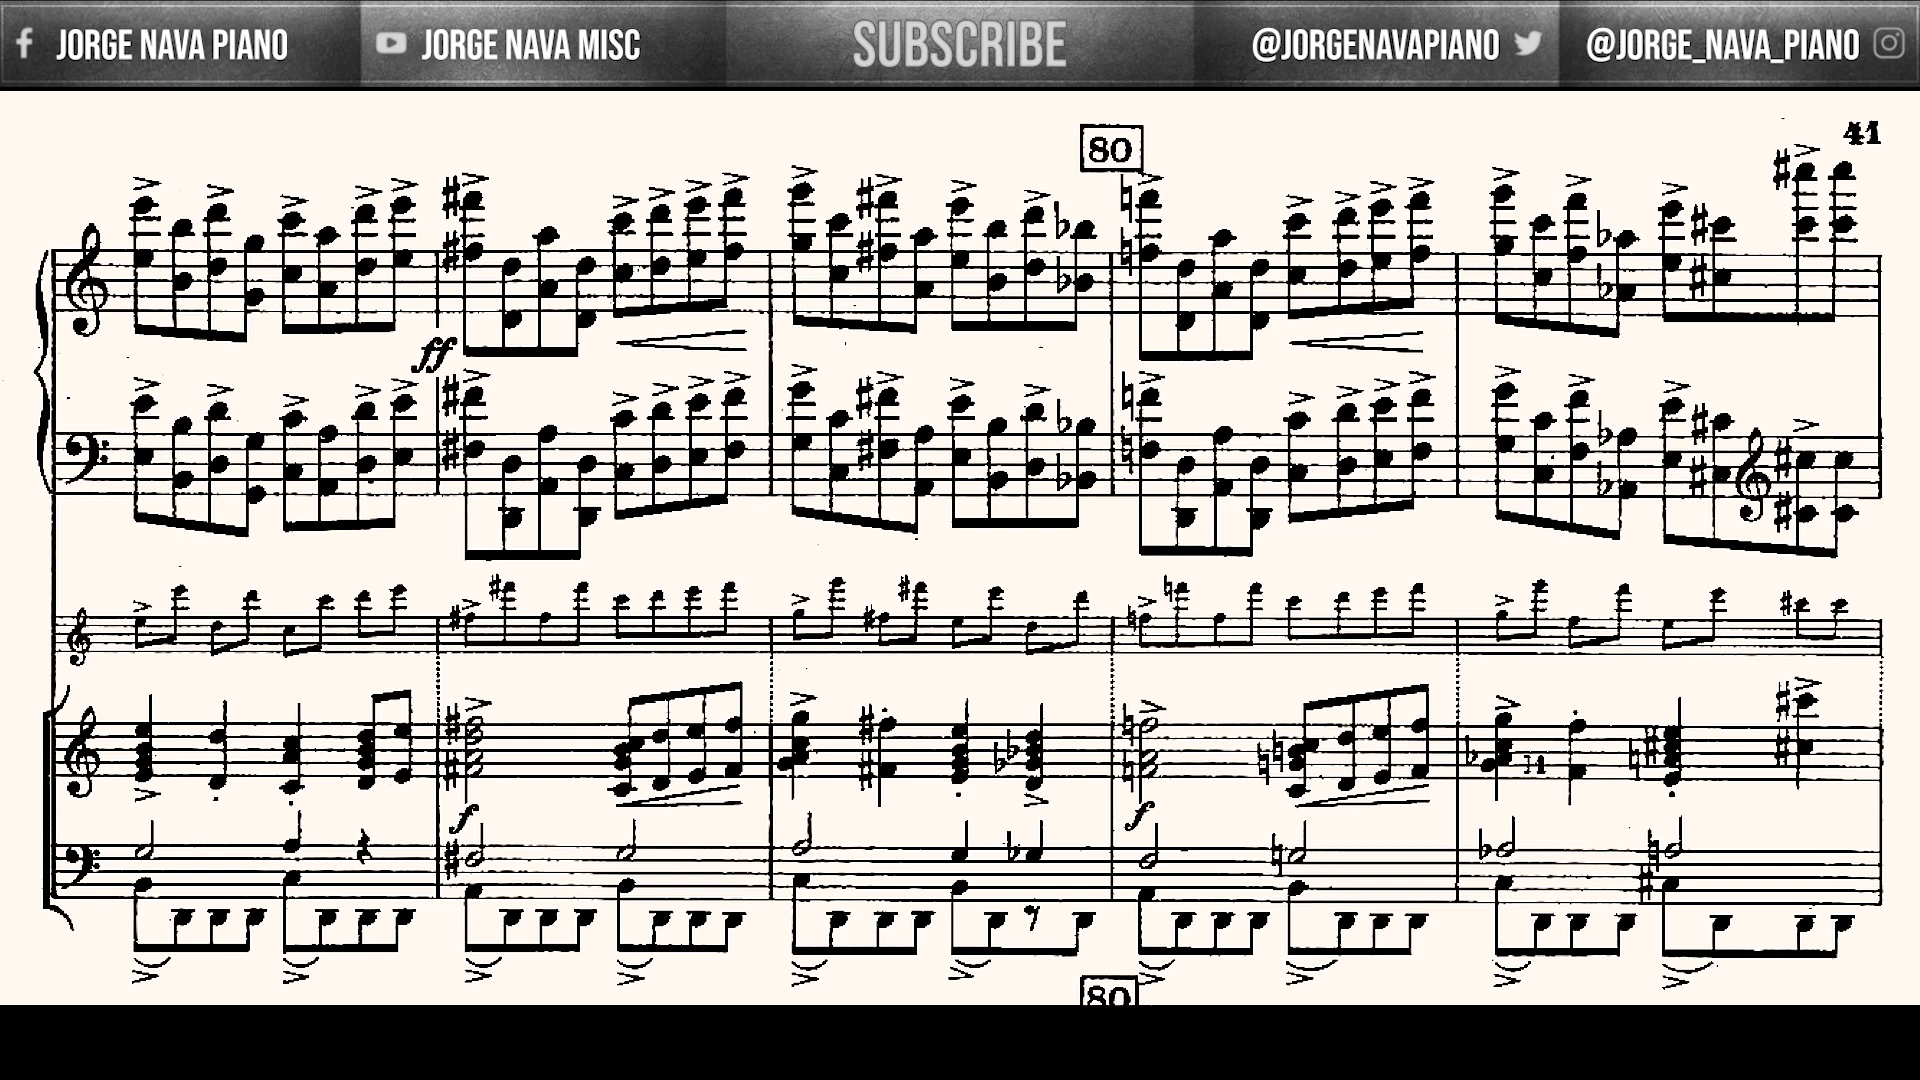 JORGE NAVA PIANO
JORGE NAVA MISC
SUBSCRIBE
@JORGENAVAPIANO
@JORGE_NAVA_PIANO
41
80
ff
f
f
80